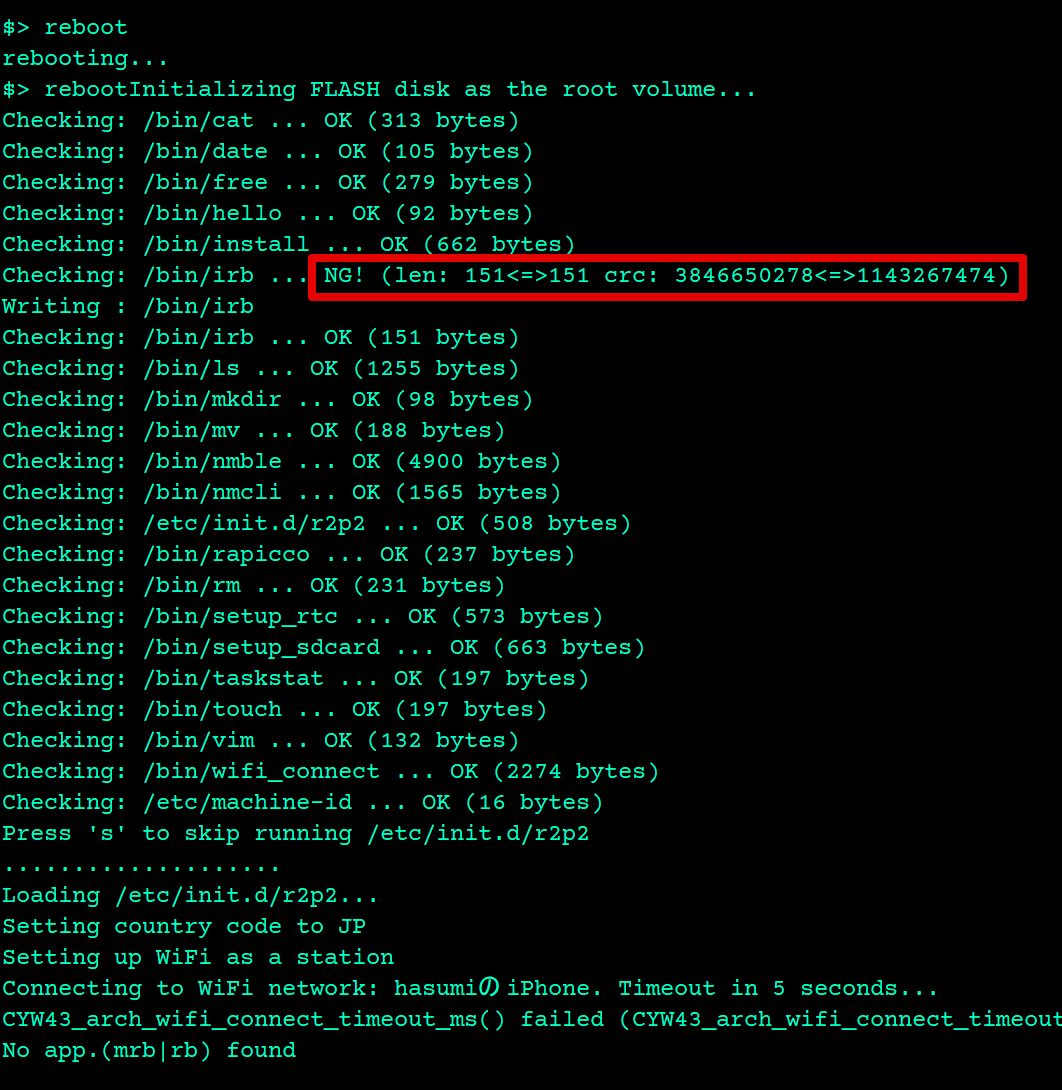 $> reboot
rebooting...
$> rebootInitializing FLASH disk as the root volume...
Checking: /bin/cat ... OK (313 bytes)
Checking: /bin/date ... OK (105 bytes)
Checking: /bin/free ... OK (279 bytes)
Checking: /bin/hello ... OK (92 bytes)
Checking: /bin/install ... OK (662 bytes)
Checking: /bin/irb ... NG! (len: 151<=>151 crc: 3846650278<=>1143267474)
Writing : /bin/irb
Checking: /bin/irb ... OK (151 bytes)
Checking: /bin/ls ... OK (1255 bytes)
Checking: /bin/mkdir ... OK (98 bytes)
Checking: /bin/mv ... OK (188 bytes)
Checking: /bin/nmble ... OK (4900 bytes)
Checking: /bin/nmcli ... OK (1565 bytes)
Checking: /etc/init.d/r2p2 ... OK (508 bytes)
Checking: /bin/rapicco ... OK (237 bytes)
Checking: /bin/rm ... OK (231 bytes)
Checking: /bin/setup_rtc ... OK (573 bytes)
Checking: /bin/setup_sdcard ... OK (663 bytes)
Checking: /bin/taskstat ... OK (197 bytes)
Checking: /bin/touch ... OK (197 bytes)
Checking: /bin/vim ... OK (132 bytes)
Checking: /bin/wifi_connect ... OK (2274 bytes)
Checking: /etc/machine-id ... OK (16 bytes)
Press 's' to skip running /etc/init.d/r2p2
....................
Loading /etc/init.d/r2p2...
Setting country code to JP
Setting up WiFi as a station
Connecting to WiFi network: hasumiの iPhone. Timeout in 5 seconds...
CYW43_arch_wifi_connect_timeout_ms() failed (CYW43_arch_wifi_connect_timeout
No app.(mrb|rb) found